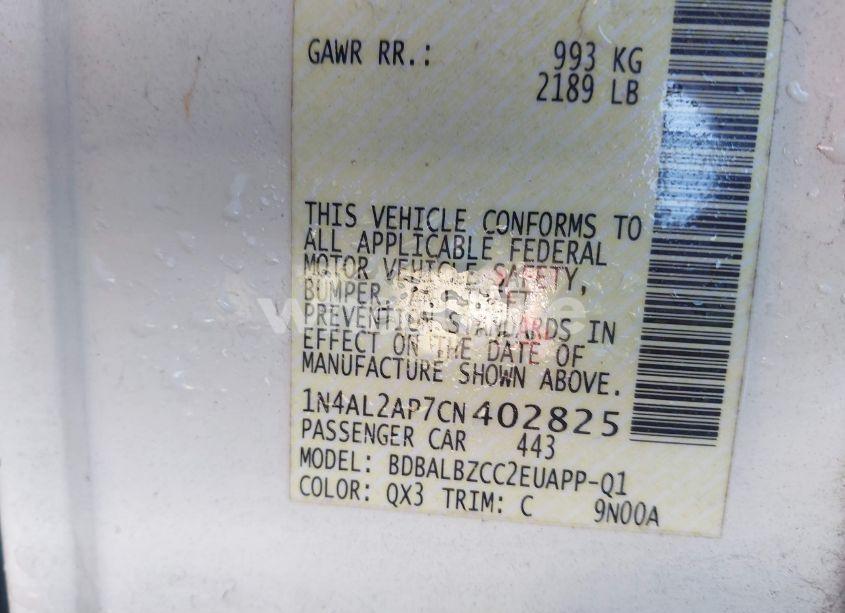 GAWR RR.: 993 KG
2189 LB
THIS VEHICLE CONFORMS TO
ALL APPLICABLE FEDERAL
MOTOR VEHICLE SAFETY,
BUMPER,
PREVENTION STANDARDS IN
EFFECT ON THE DATE OF
MANUFACTURE SHOWN ABOVE.
1N4AL2AP7CN402825
PASSENGER CAR 443
MODEL: BDBALBZCC2EUAPP-Q1
COLOR: QX3 TRIM: C 9N00A